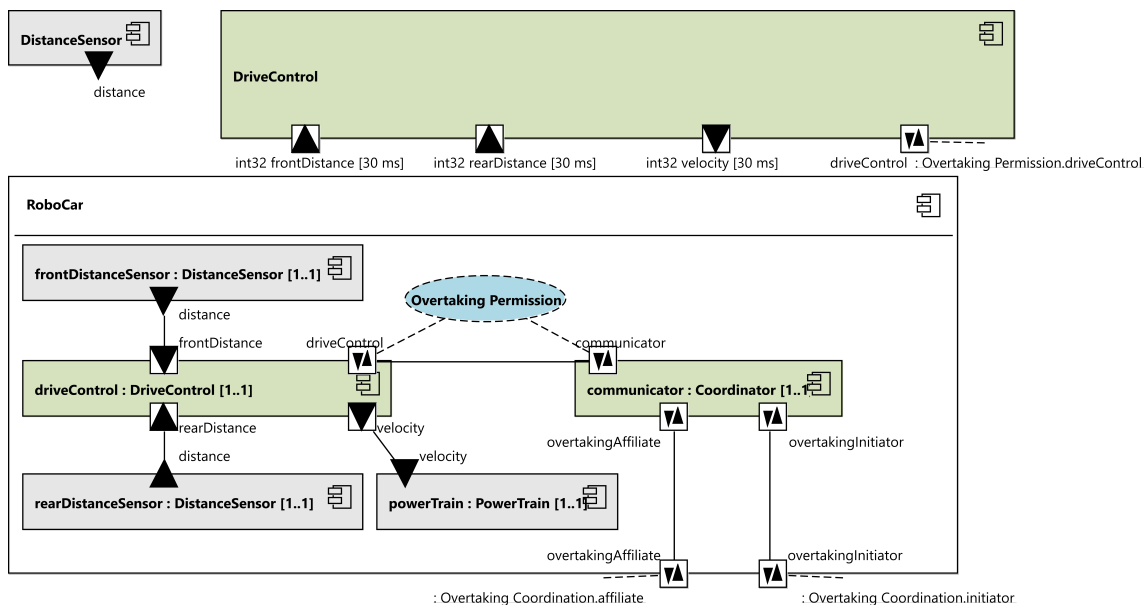 DistanceSensor
distance
DriveControl
int32 frontDistance [30 ms]
int32 rearDistance [30 ms]
int32 velocity [30 ms]
driveControl : Overtaking Permission.driveControl
RoboCar
frontDistanceSensor : DistanceSensor [1..1]
distance
Overtaking Permission
frontDistance
driveControl
communicator
driveControl : DriveControl [1..1]
communicator : Coordinator [1..1
rearDistance
velocity
overtakingAffiliate
overtakingInitiator
distance
velocity
rearDistanceSensor : DistanceSensor [1..1]
powerTrain : PowerTrain [1..1]
overtakingAffiliate
overtakingInitiator
: Overtaking Coordination.affiliate
: Overtaking Coordination.initiator